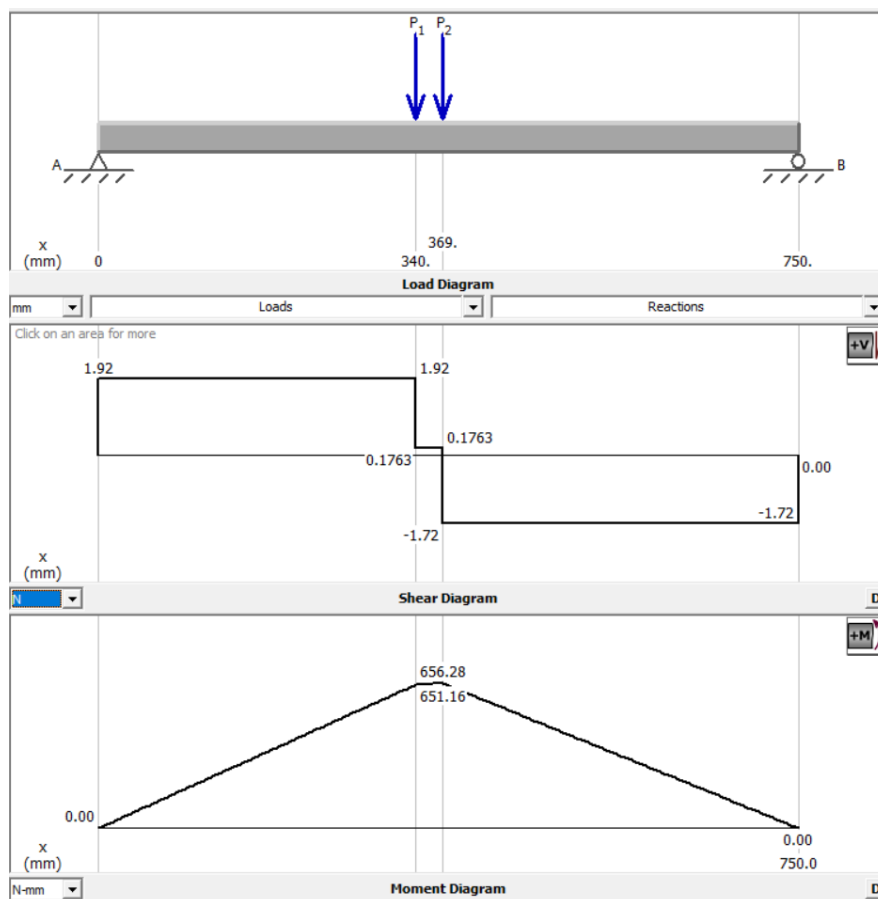 P1 P2
A B
369.
x
(mm) 0 340. 750.
Load Diagram
mm Loads Reactions
Click on an area for more
+V
1.92 1.92
0.1763
0.1763 0.00
-1.72 -1.72
x
(mm)
N Shear Diagram D
+M
656.28
651.16
0.00
0.00
x
(mm) 750.0
N-mm Moment Diagram D